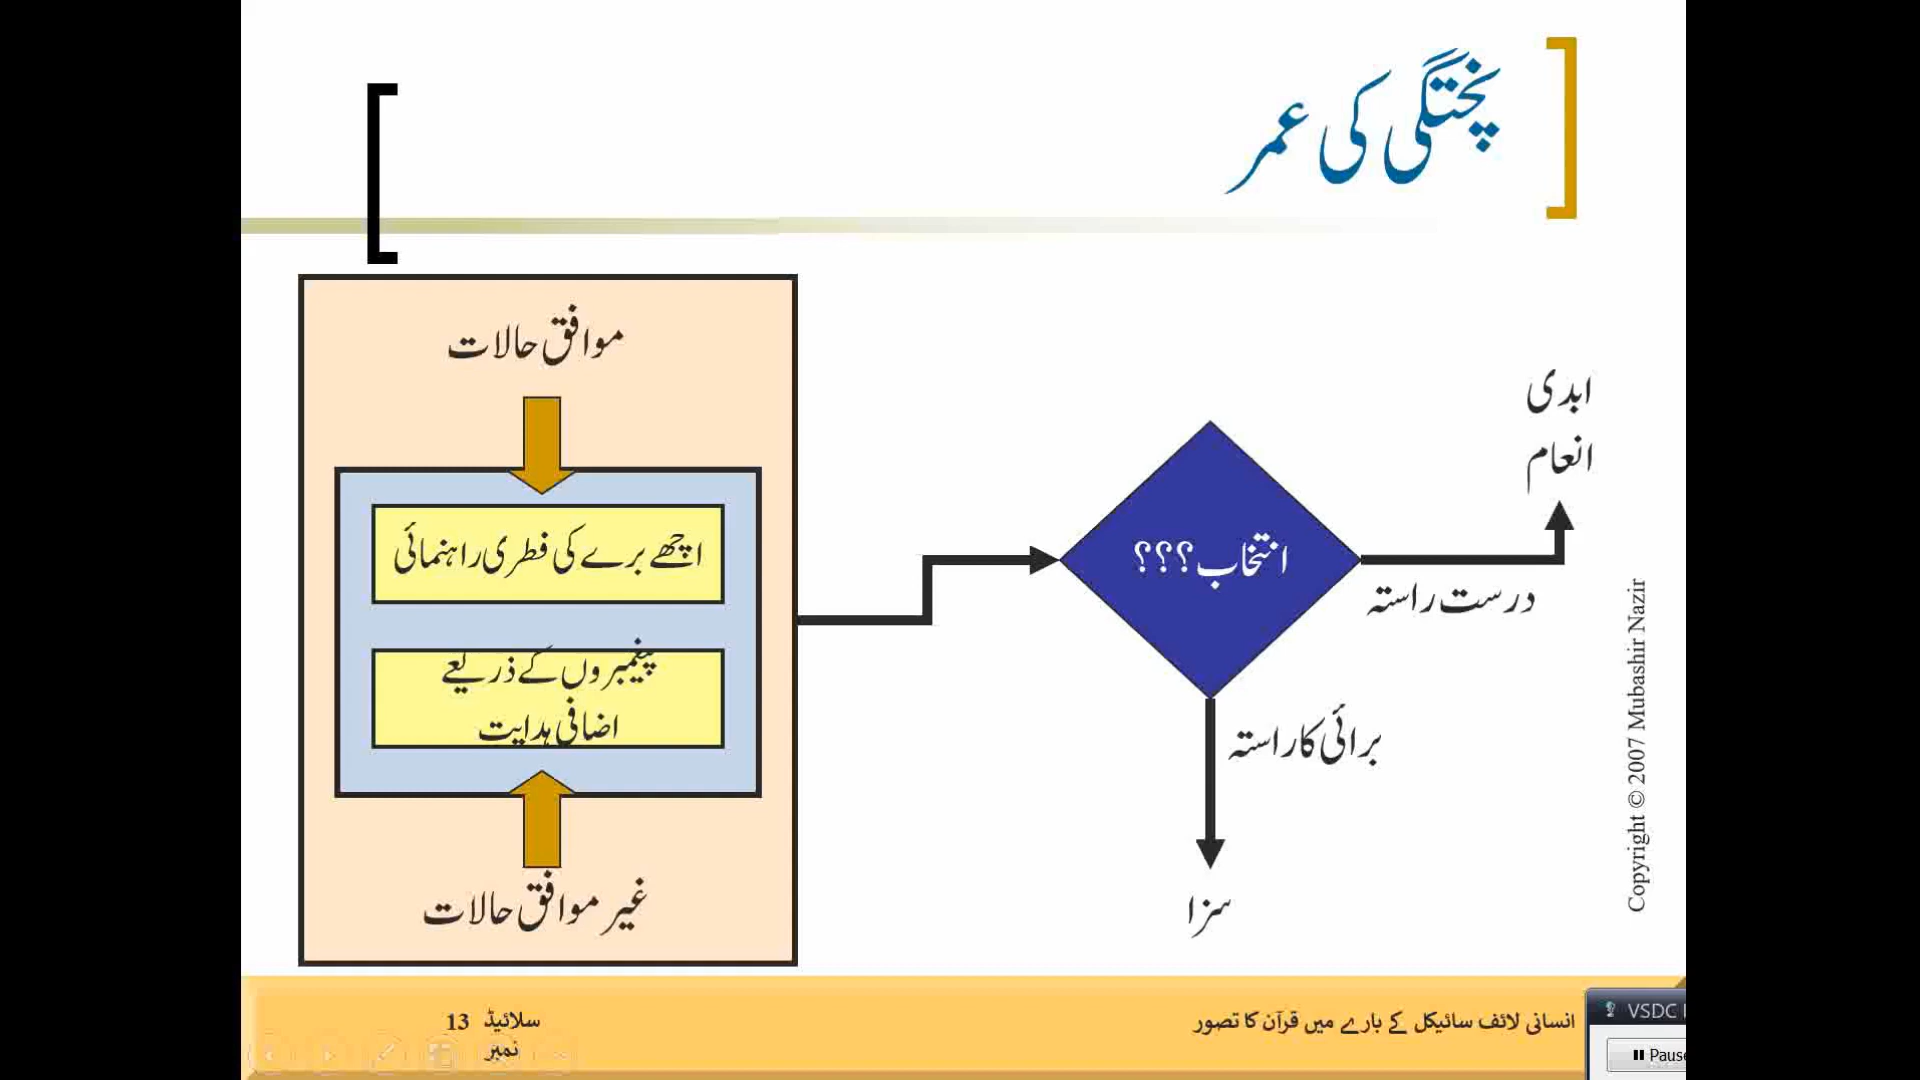 پختگی کی عمر
موافق حالات
اچھے برے کی فطری راہنمائی
پیغمبروں کے ذریعے
اضافی ہدایت
غیر موافق حالات
انتخاب؟؟؟
ابدی
انعام
درست راستہ
برائی کا راستہ
سزا
Copyright © 2007 Mubashir Nazir
انسانی لائف سائیکل کے بارے میں قرآن کا تصور
سلائیڈ 13
نمبر
VSDC
Pause